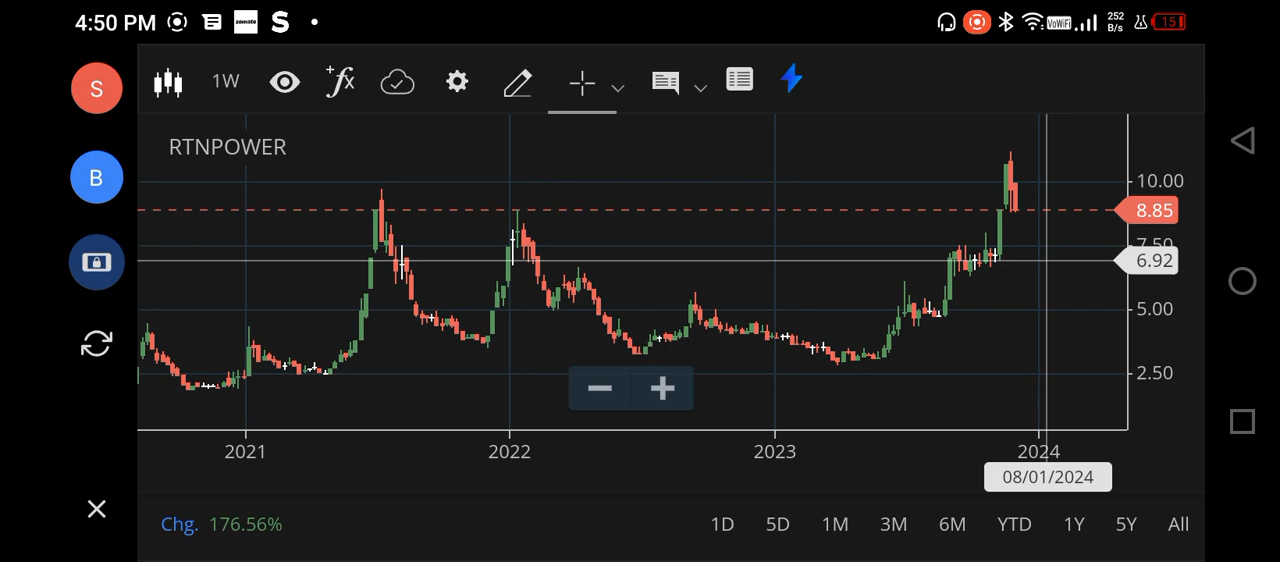 4:50 PM zomato S VoWiFi 252 B/s 15
S
1W +fx
RTNPOWER
B
10.00
8.85
7.50
6.92
5.00
2.50
2021 2022 2023 2024
08/01/2024
Chg. 176.56% 1D 5D 1M 3M 6M YTD 1Y 5Y All